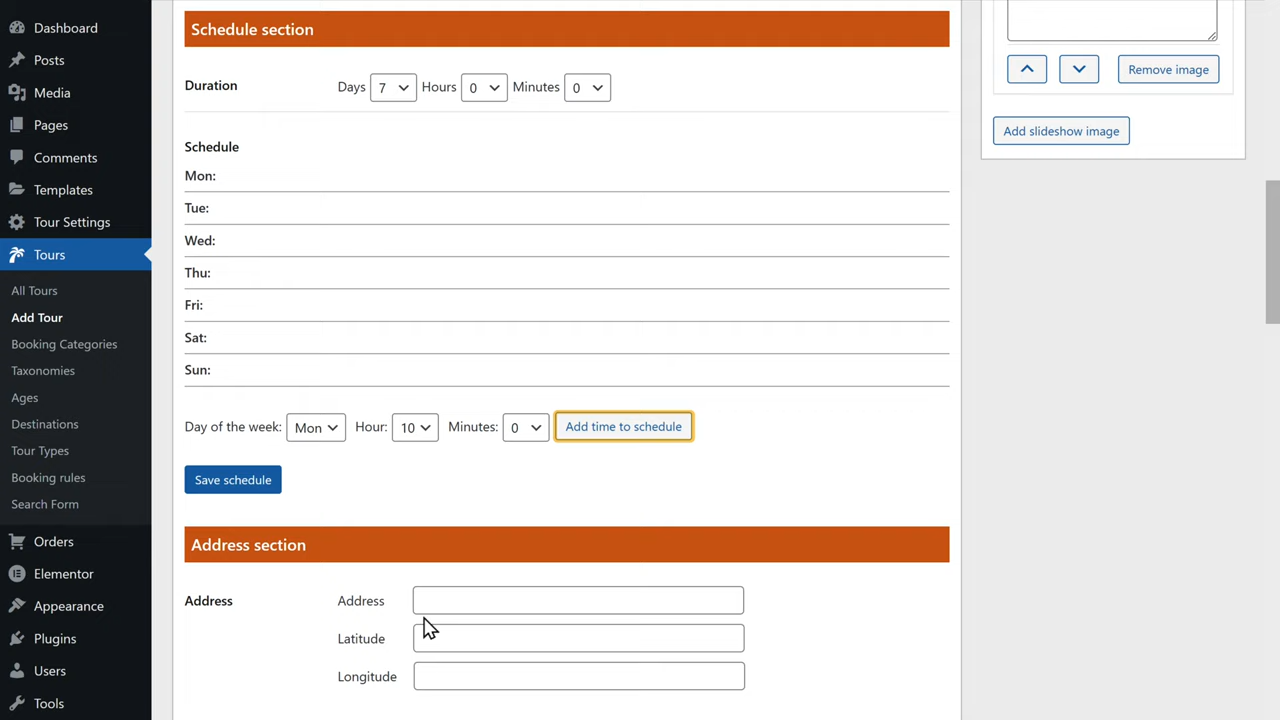 Dashboard
Posts
Media
Pages
Comments
Templates
Tour Settings
Tours
All Tours
Add Tour
Booking Categories
Taxonomies
Ages
Destinations
Tour Types
Booking rules
Search Form
Orders
Elementor
Appearance
Plugins
Users
Tools
Schedule section
Duration Days 7 Hours 0 Minutes 0
Schedule
Mon:
Tue:
Wed:
Thu:
Fri:
Sat:
Sun:
Day of the week: Mon Hour: 10 Minutes: 0 Add time to schedule
Save schedule
Address section
Address Address
Latitude
Longitude
Remove image
Add slideshow image